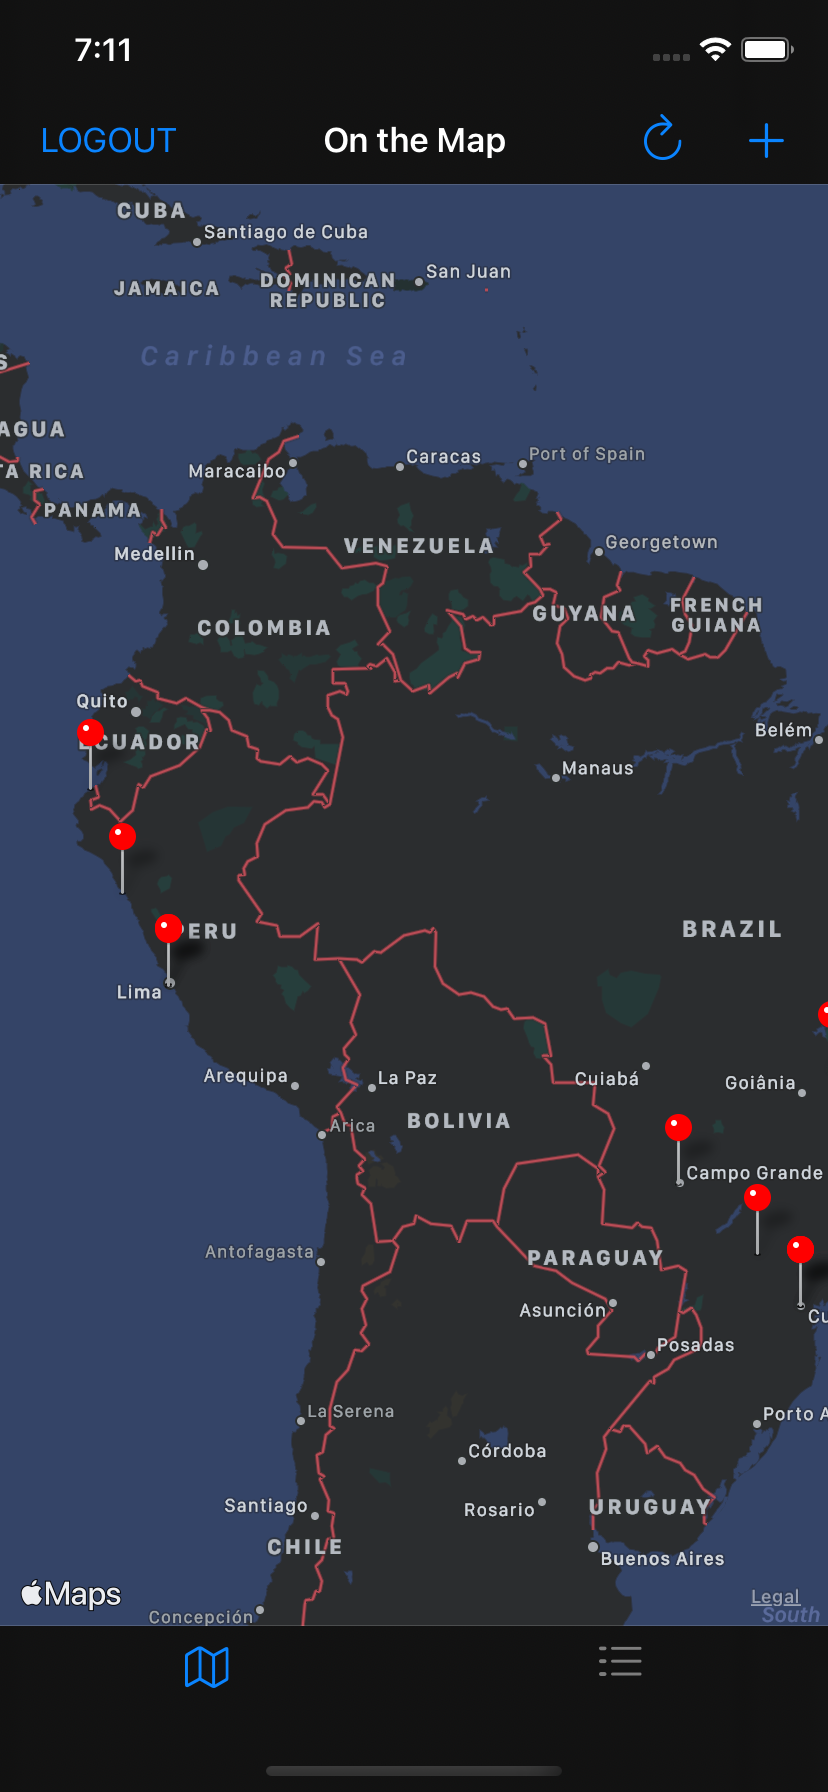 7:11
LOGOUT
On the Map
CUBA
Santiago de Cuba
JAMAICA
DOMINICAN
REPUBLIC
San Juan
Caribbean Sea
S
AGUA
TA RICA
PANAMA
Maracaibo
Caracas
Port of Spain
Medellin
VENEZUELA
Georgetown
COLOMBIA
GUYANA
FRENCH
GUIANA
Quito
ECUADOR
Belém
Manaus
PERU
BRAZIL
Lima
Arequipa
La Paz
Cuiabá
Goiânia
Arica
BOLIVIA
Campo Grande
Antofagasta
PARAGUAY
Asunción
Cu
Posadas
La Serena
Porto A
Córdoba
Santiago
Rosario
URUGUAY
CHILE
Buenos Aires
Maps
Legal
South
Concepción